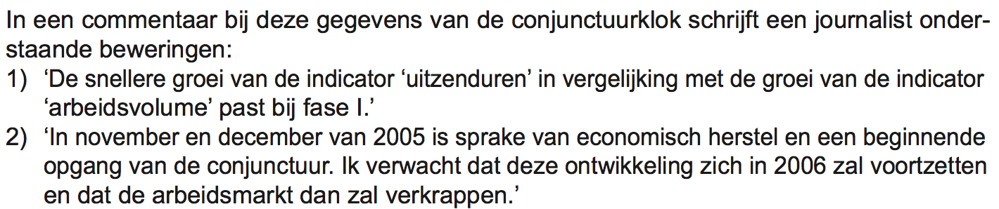 In een commentaar bij deze gegevens van de conjunctuurklok schrijft een journalist onder-
staande beweringen:
1) ‘De snellere groei van de indicator ‘uitzenduren’ in vergelijking met de groei van de indicator
‘arbeidsvolume’ past bij fase I.’
2) ‘In november en december van 2005 is sprake van economisch herstel en een beginnende
opgang van de conjunctuur. Ik verwacht dat deze ontwikkeling zich in 2006 zal voortzetten
en dat de arbeidsmarkt dan zal verkrappen.’